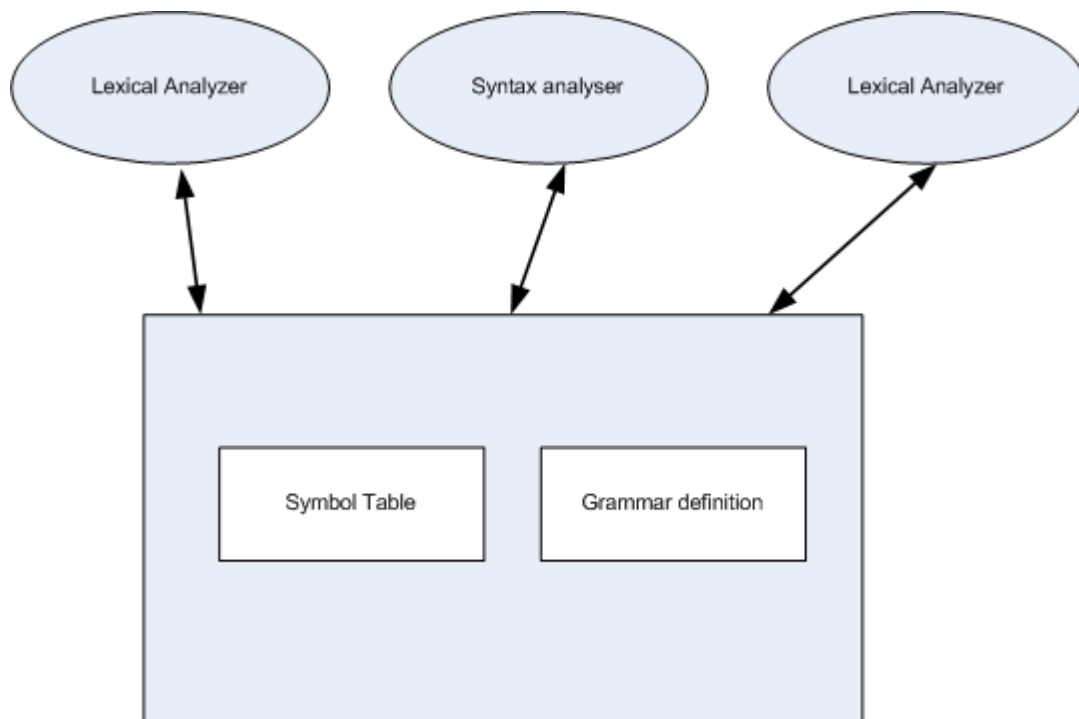 Lexical Analyzer
Syntax analyser
Lexical Analyzer
Symbol Table
Grammar definition